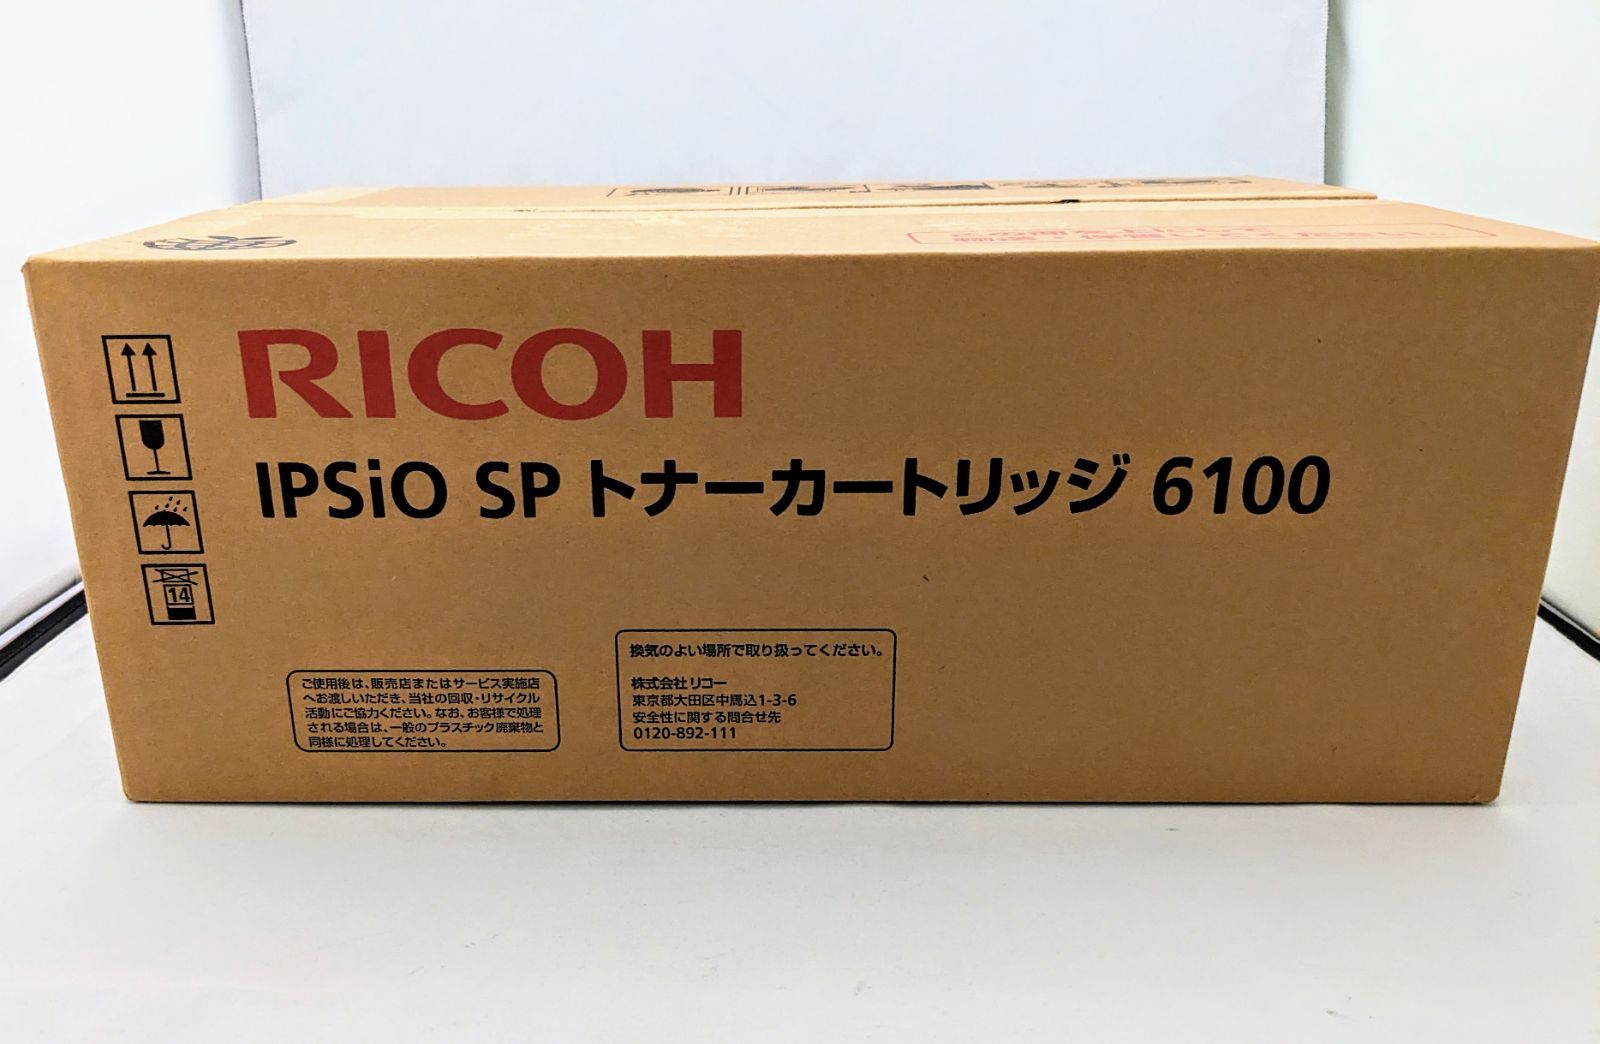 RICOH
IPSiO SP トナーカートリッジ 6100
14
ご使用後は、販売店またはサービス実施店
へお渡しいただき、当社の回収・リサイクル
活動にご協力ください。なお、お客様で処理
される場合は、一般のプラスチック廃棄物と
同様に処理してください。
換気のよい場所で取り扱ってください。
株式会社 リコー
東京都大田区中馬込1-3-6
安全性に関する問合せ先
0120-892-111